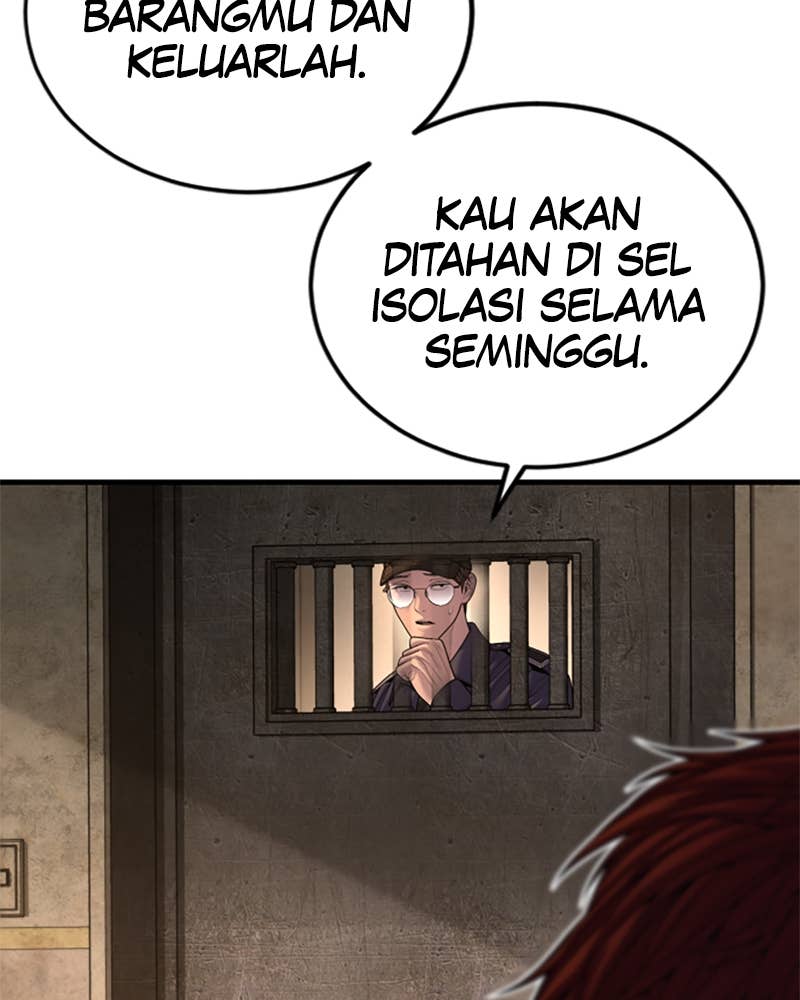 BARANGMU DAN
KELUARLAH.
KAU AKAN
DITAHAN DI SEL
ISOLASI SELAMA
SEMINGGU.